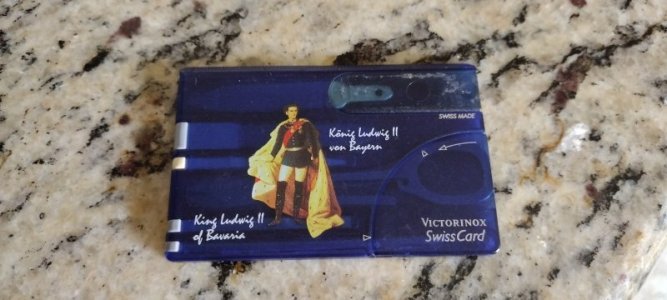 SWISS MADE
König Ludwig II
von Bayern
King Ludwig II
of Bavaria
VICTORINOX
SwissCard